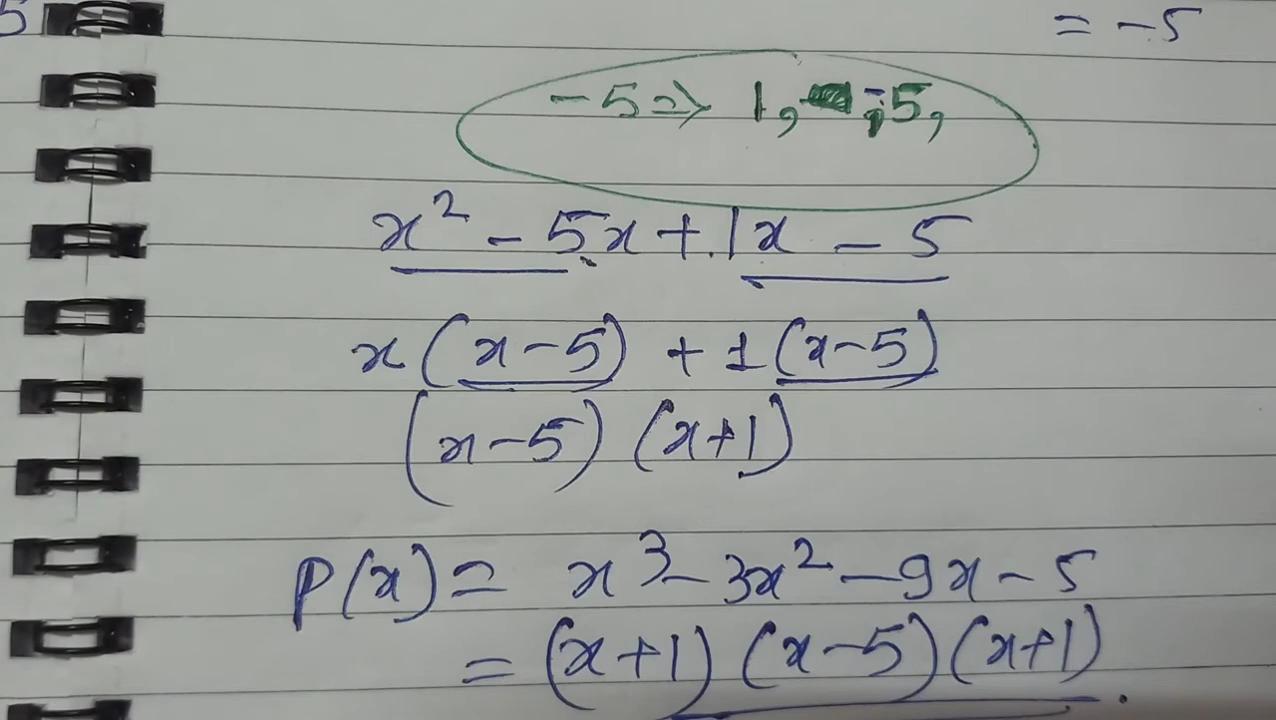 5
= -5
-5 => 1, -5,
x² - 5x + 1x - 5
x(x-5) + 1(x-5)
(x-5) (x+1)
P(x) = x³ - 3x² - 9x - 5
= (x+1) (x-5) (x+1).